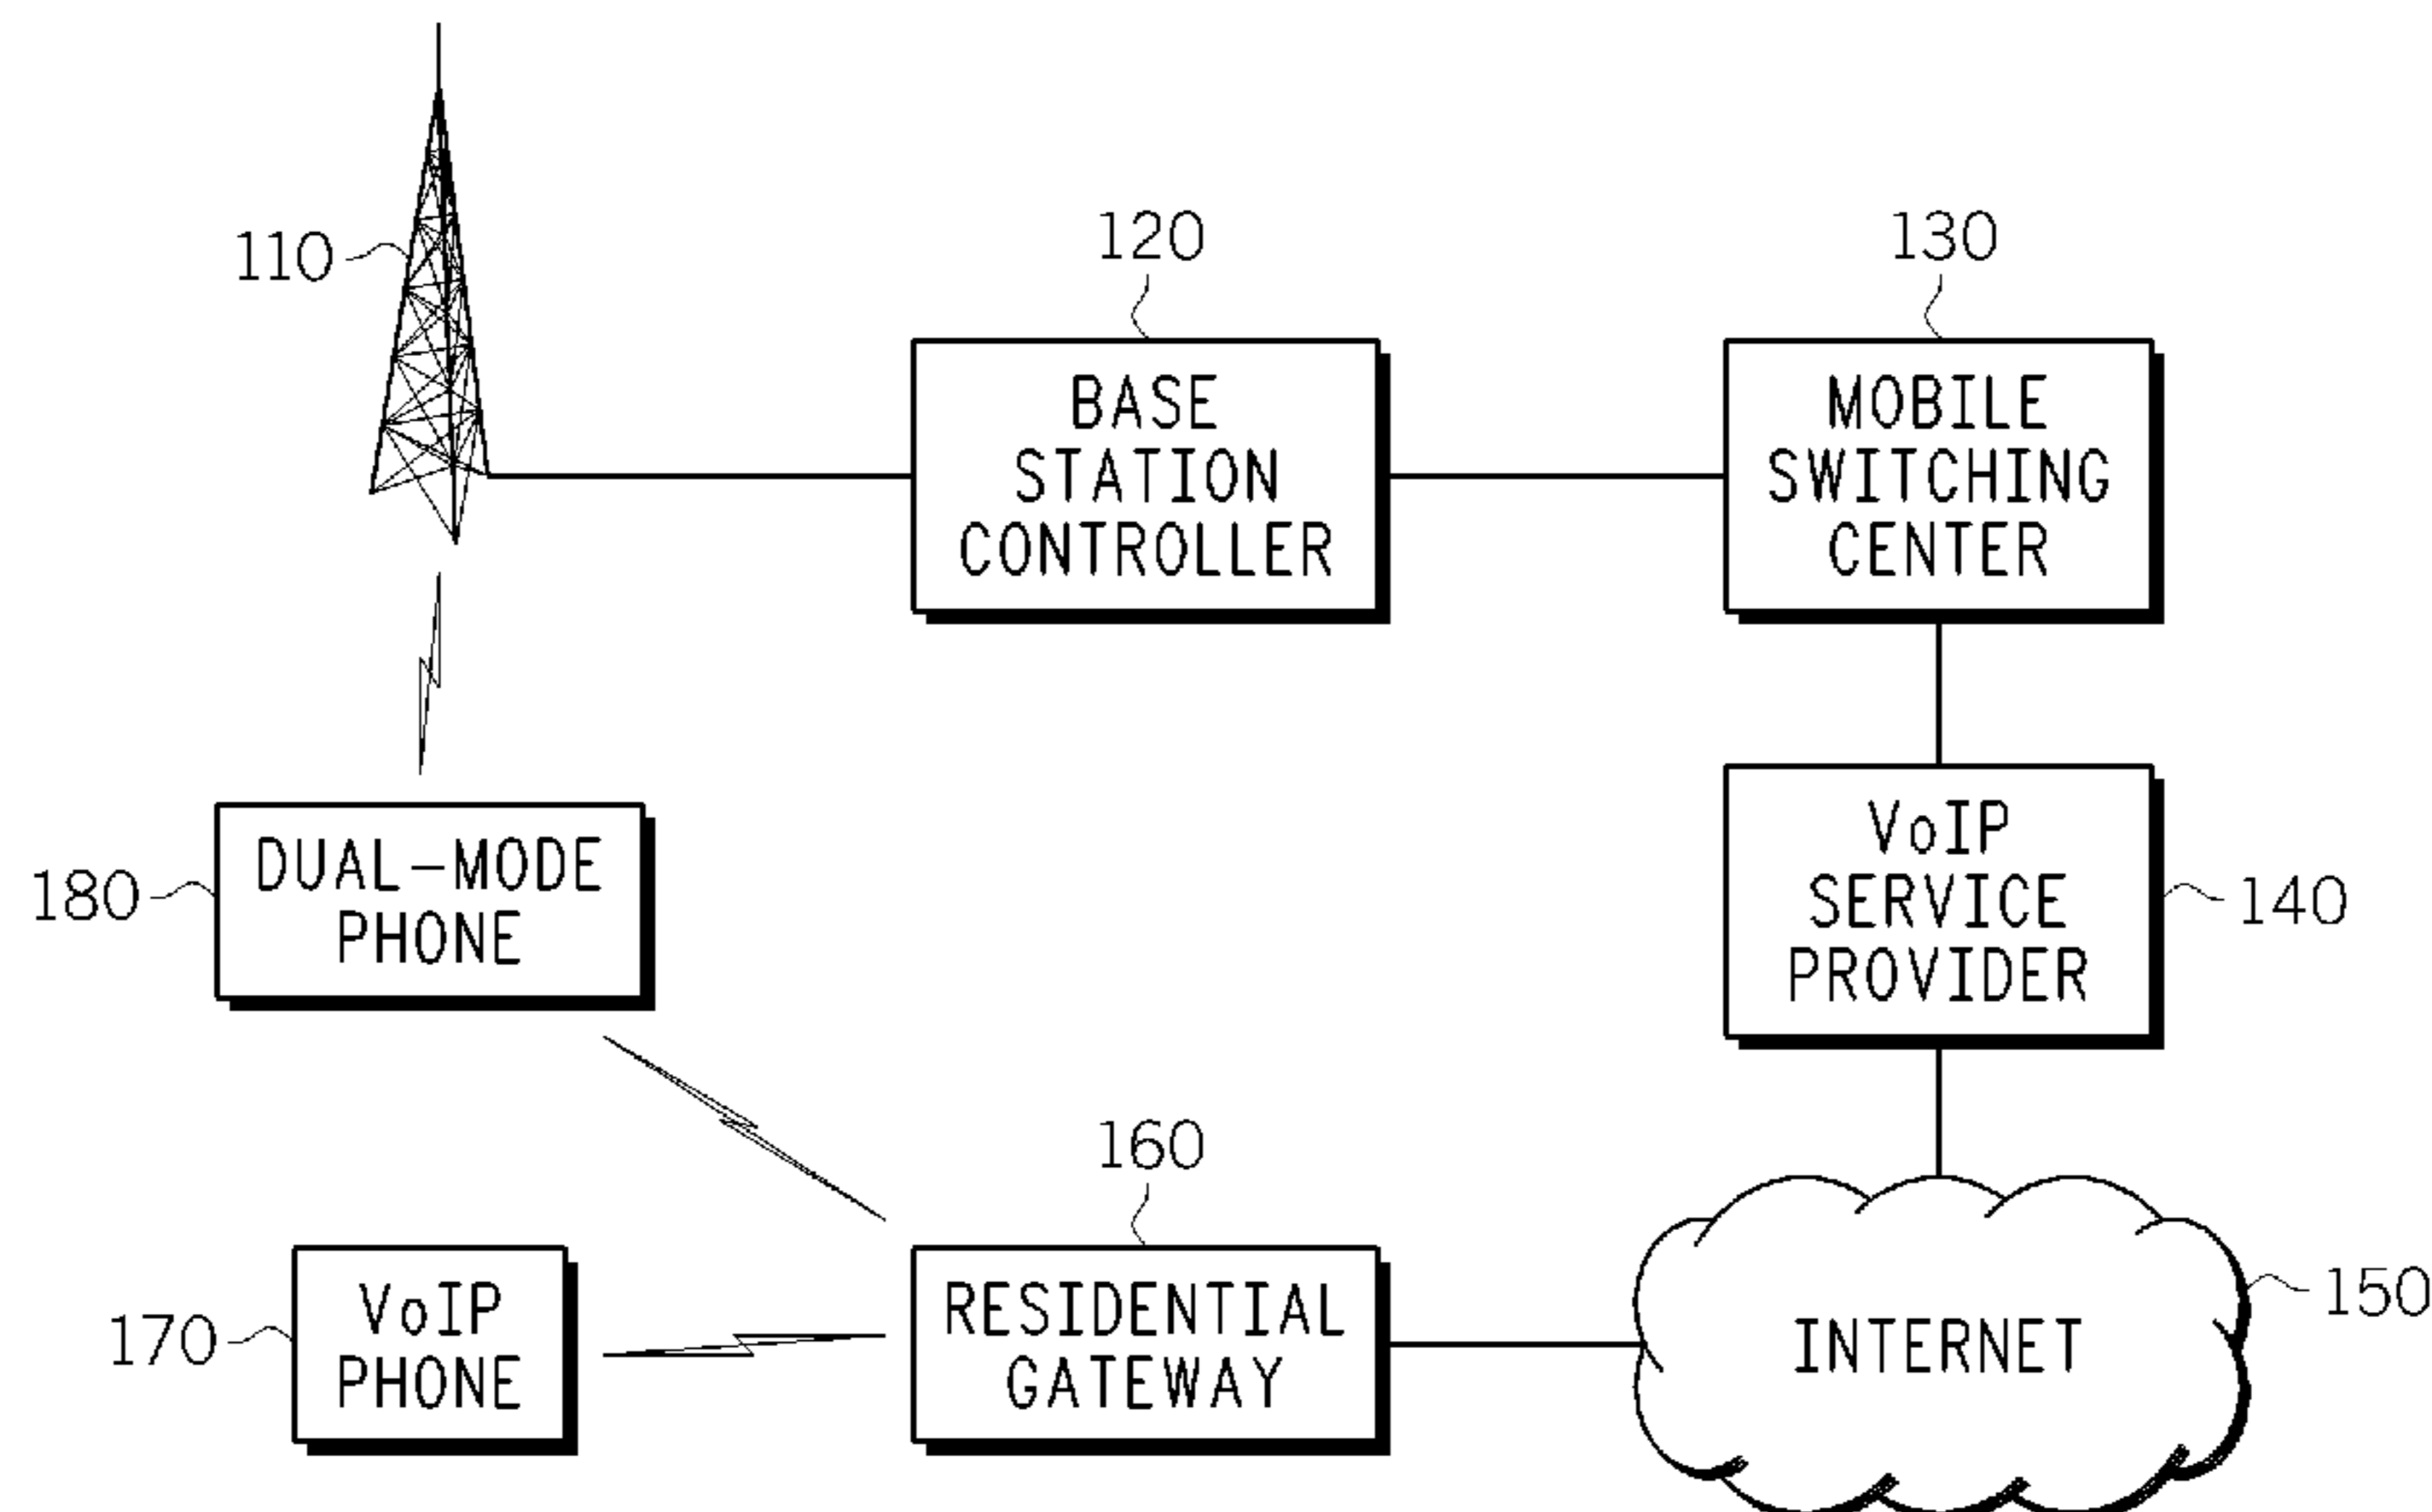 110
120
130
BASE
STATION
CONTROLLER
MOBILE
SWITCHING
CENTER
180
DUAL-MODE
PHONE
VoIP
SERVICE
PROVIDER
140
160
170
VoIP
PHONE
RESIDENTIAL
GATEWAY
INTERNET
150